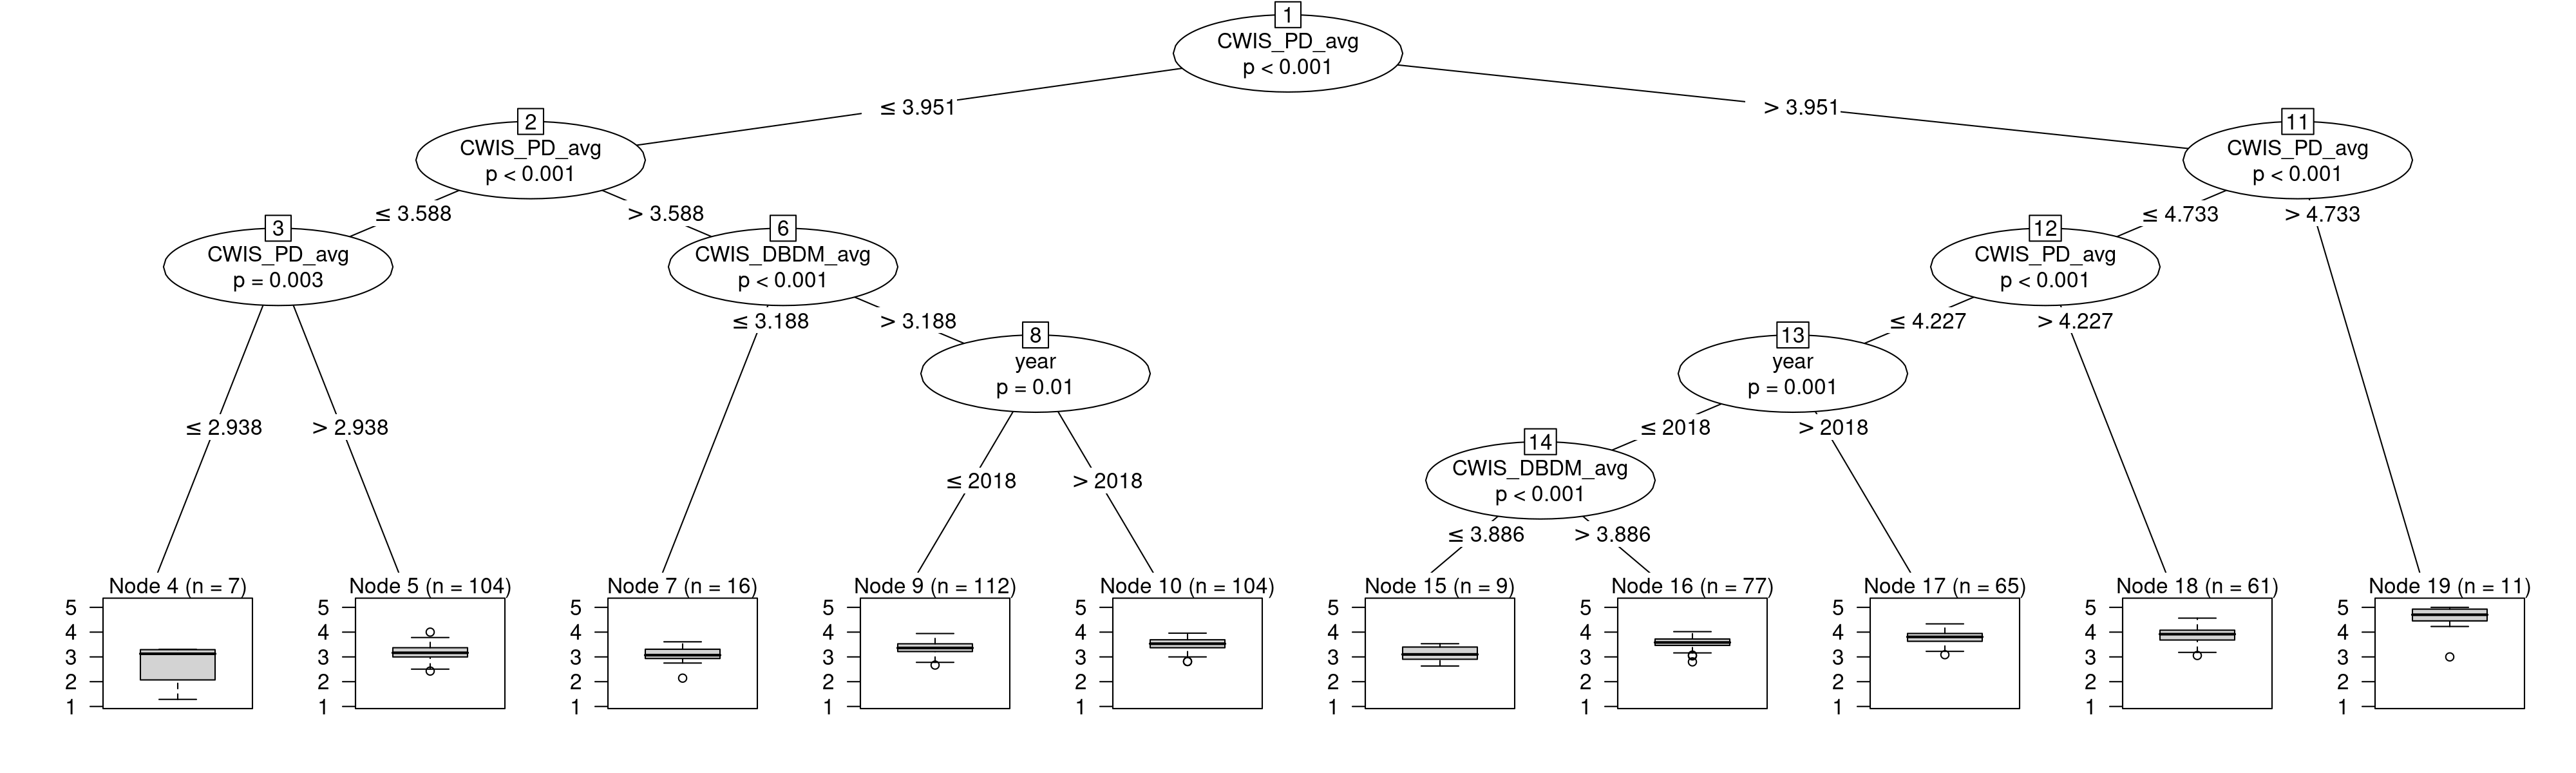 1
CWIS_PD_avg
p < 0.001
≤ 3.951
> 3.951
2
CWIS_PD_avg
p < 0.001
11
CWIS_PD_avg
p < 0.001
≤ 3.588
> 3.588
≤ 4.733
> 4.733
3
CWIS_PD_avg
p = 0.003
6
CWIS_DBDM_avg
p < 0.001
12
CWIS_PD_avg
p < 0.001
≤ 3.188
> 3.188
≤ 4.227
> 4.227
8
year
p = 0.01
13
year
p = 0.001
≤ 2.938
> 2.938
≤ 2018
> 2018
14
CWIS_DBDM_avg
p < 0.001
≤ 2018
> 2018
≤ 3.886
> 3.886
Node 4 (n = 7)
5
4
3
2
1
Node 5 (n = 104)
5
4
3
2
1
Node 7 (n = 16)
5
4
3
2
1
Node 9 (n = 112)
5
4
3
2
1
Node 10 (n = 104)
5
4
3
2
1
Node 15 (n = 9)
5
4
3
2
1
Node 16 (n = 77)
5
4
3
2
1
Node 17 (n = 65)
5
4
3
2
1
Node 18 (n = 61)
5
4
3
2
1
Node 19 (n = 11)
5
4
3
2
1